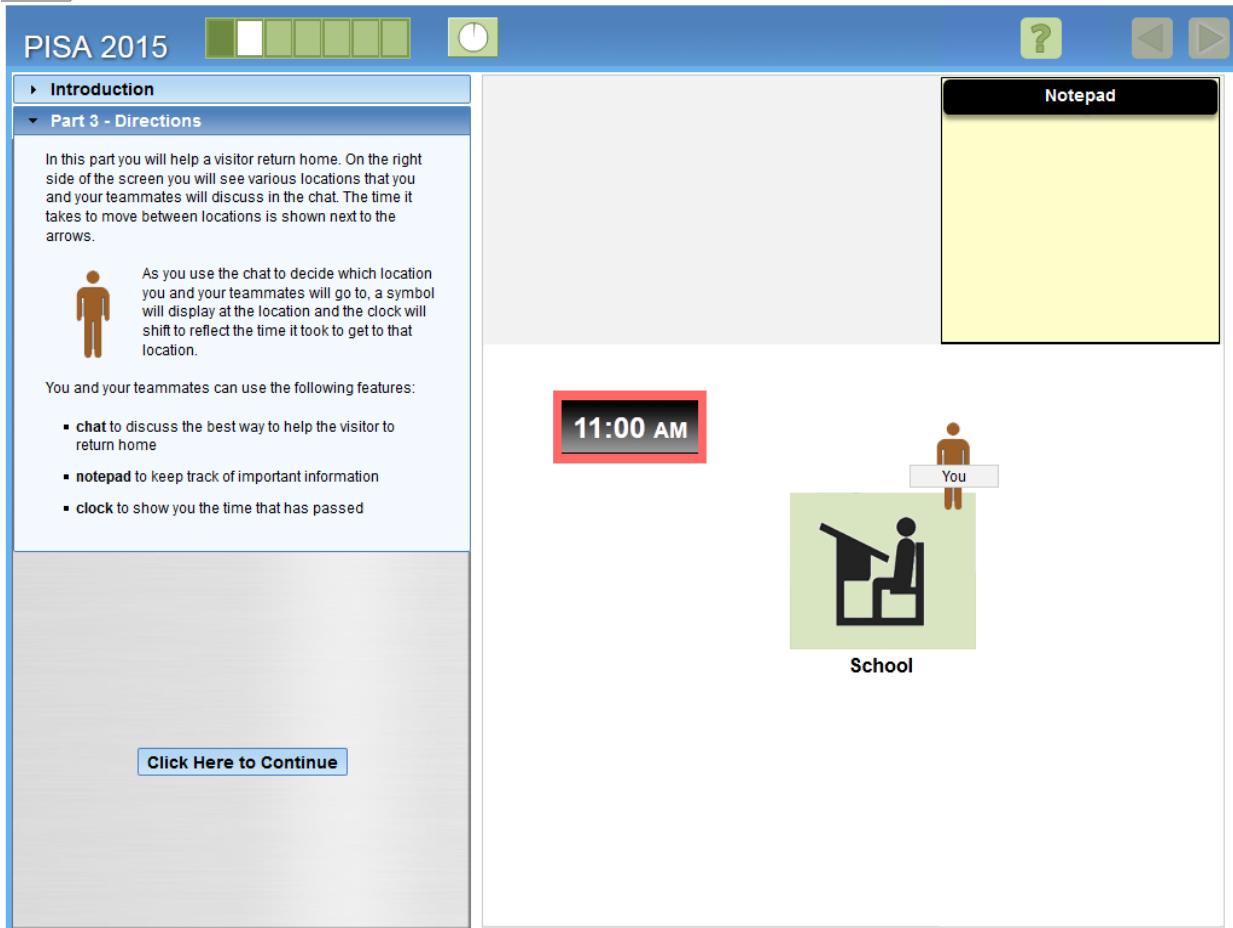 PISA 2015
?
Introduction
Part 3 - Directions
In this part you will help a visitor return home. On the right
side of the screen you will see various locations that you
and your teammates will discuss in the chat. The time it
takes to move between locations is shown next to the
arrows.
As you use the chat to decide which location
you and your teammates will go to, a symbol
will display at the location and the clock will
shift to reflect the time it took to get to that
location.
You and your teammates can use the following features:
▪ chat to discuss the best way to help the visitor to
return home
▪ notepad to keep track of important information
▪ clock to show you the time that has passed
Click Here to Continue
Notepad
11:00 AM
You
School